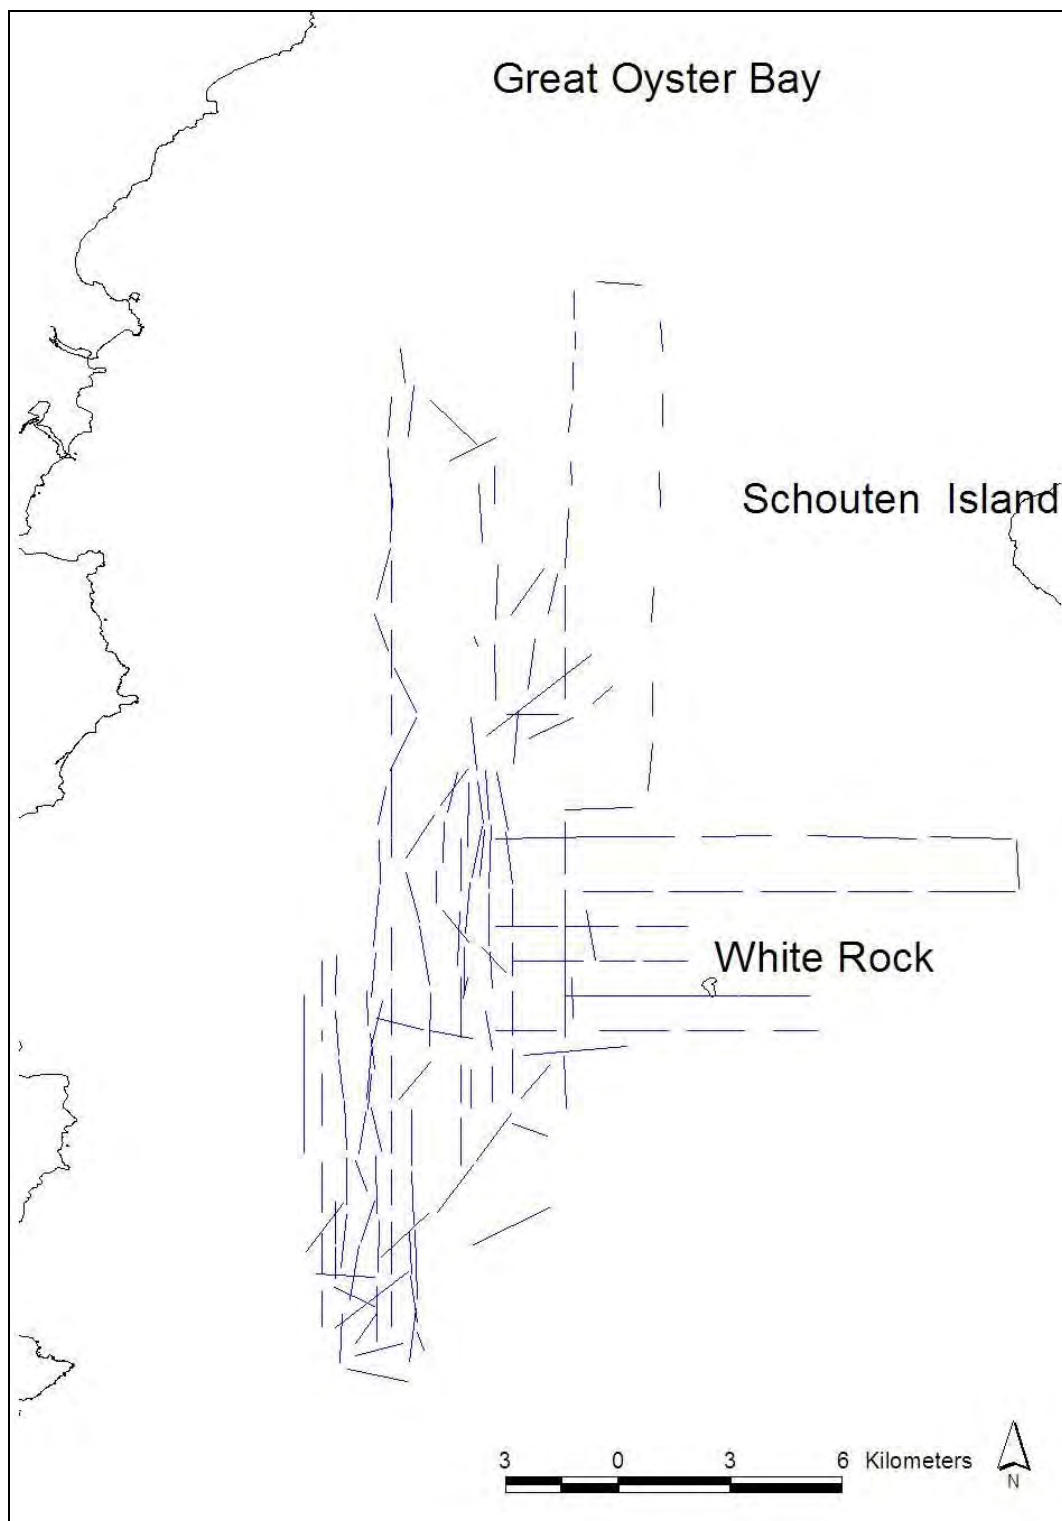 Great Oyster Bay
Schouten Island
White Rock
3 0 3 6 Kilometers
N